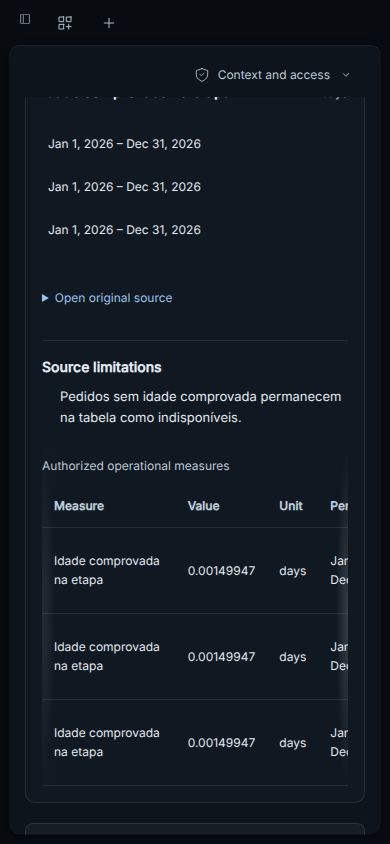 Context and access
Jan 1, 2026 – Dec 31, 2026
Jan 1, 2026 – Dec 31, 2026
Jan 1, 2026 – Dec 31, 2026
Open original source
Source limitations
Pedidos sem idade comprovada permanecem
na tabela como indisponíveis.
Authorized operational measures
Measure Value Unit
Idade comprovada
na etapa
0.00149947 days
Idade comprovada
na etapa
0.00149947 days
Idade comprovada
na etapa
0.00149947 days